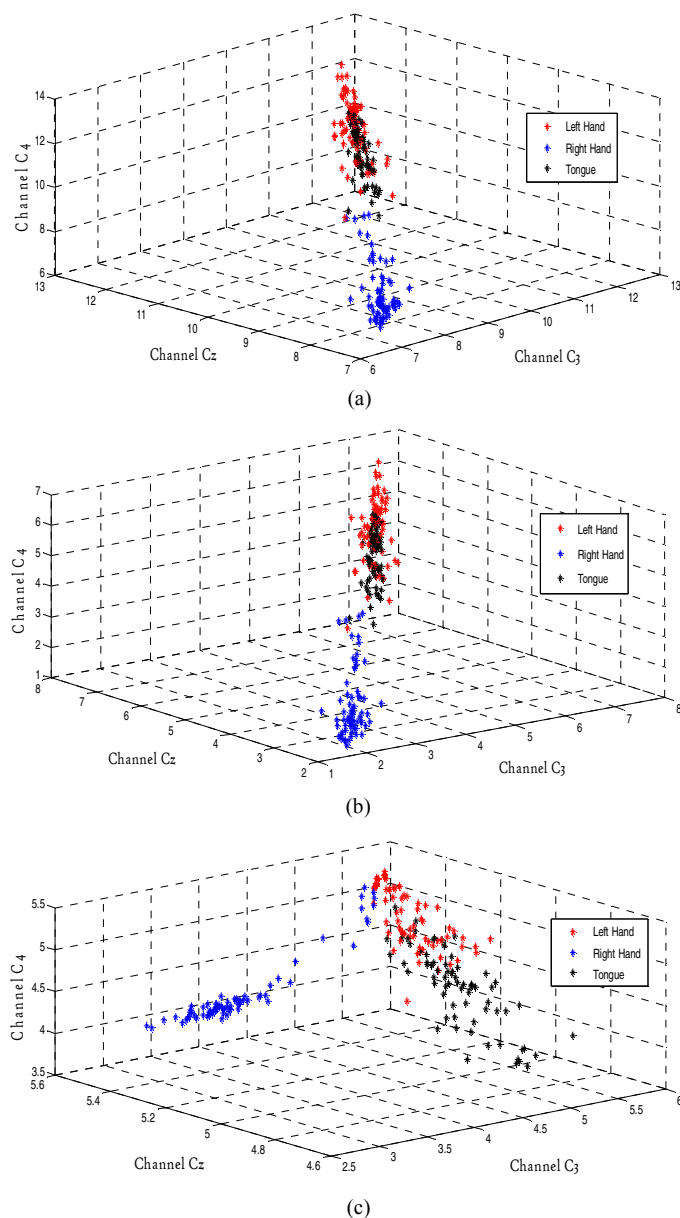 14
12
10
8
6
13
12
11
10
9
8
7
6
7
8
9
10
11
12
13
Channel C4
Channel Cz
Channel C3
Left Hand
Right Hand
Tongue
(a)
7
6
5
4
3
2
1
8
7
6
5
4
3
2
1
2
3
4
5
6
7
8
Channel C4
Channel Cz
Channel C3
Left Hand
Right Hand
Tongue
(b)
5.5
5
4.5
4
3.5
5.6
5.4
5.2
5
4.8
4.6
2.5
3
3.5
4
4.5
5
5.5
6
Channel C4
Channel Cz
Channel C3
Left Hand
Right Hand
Tongue
(c)